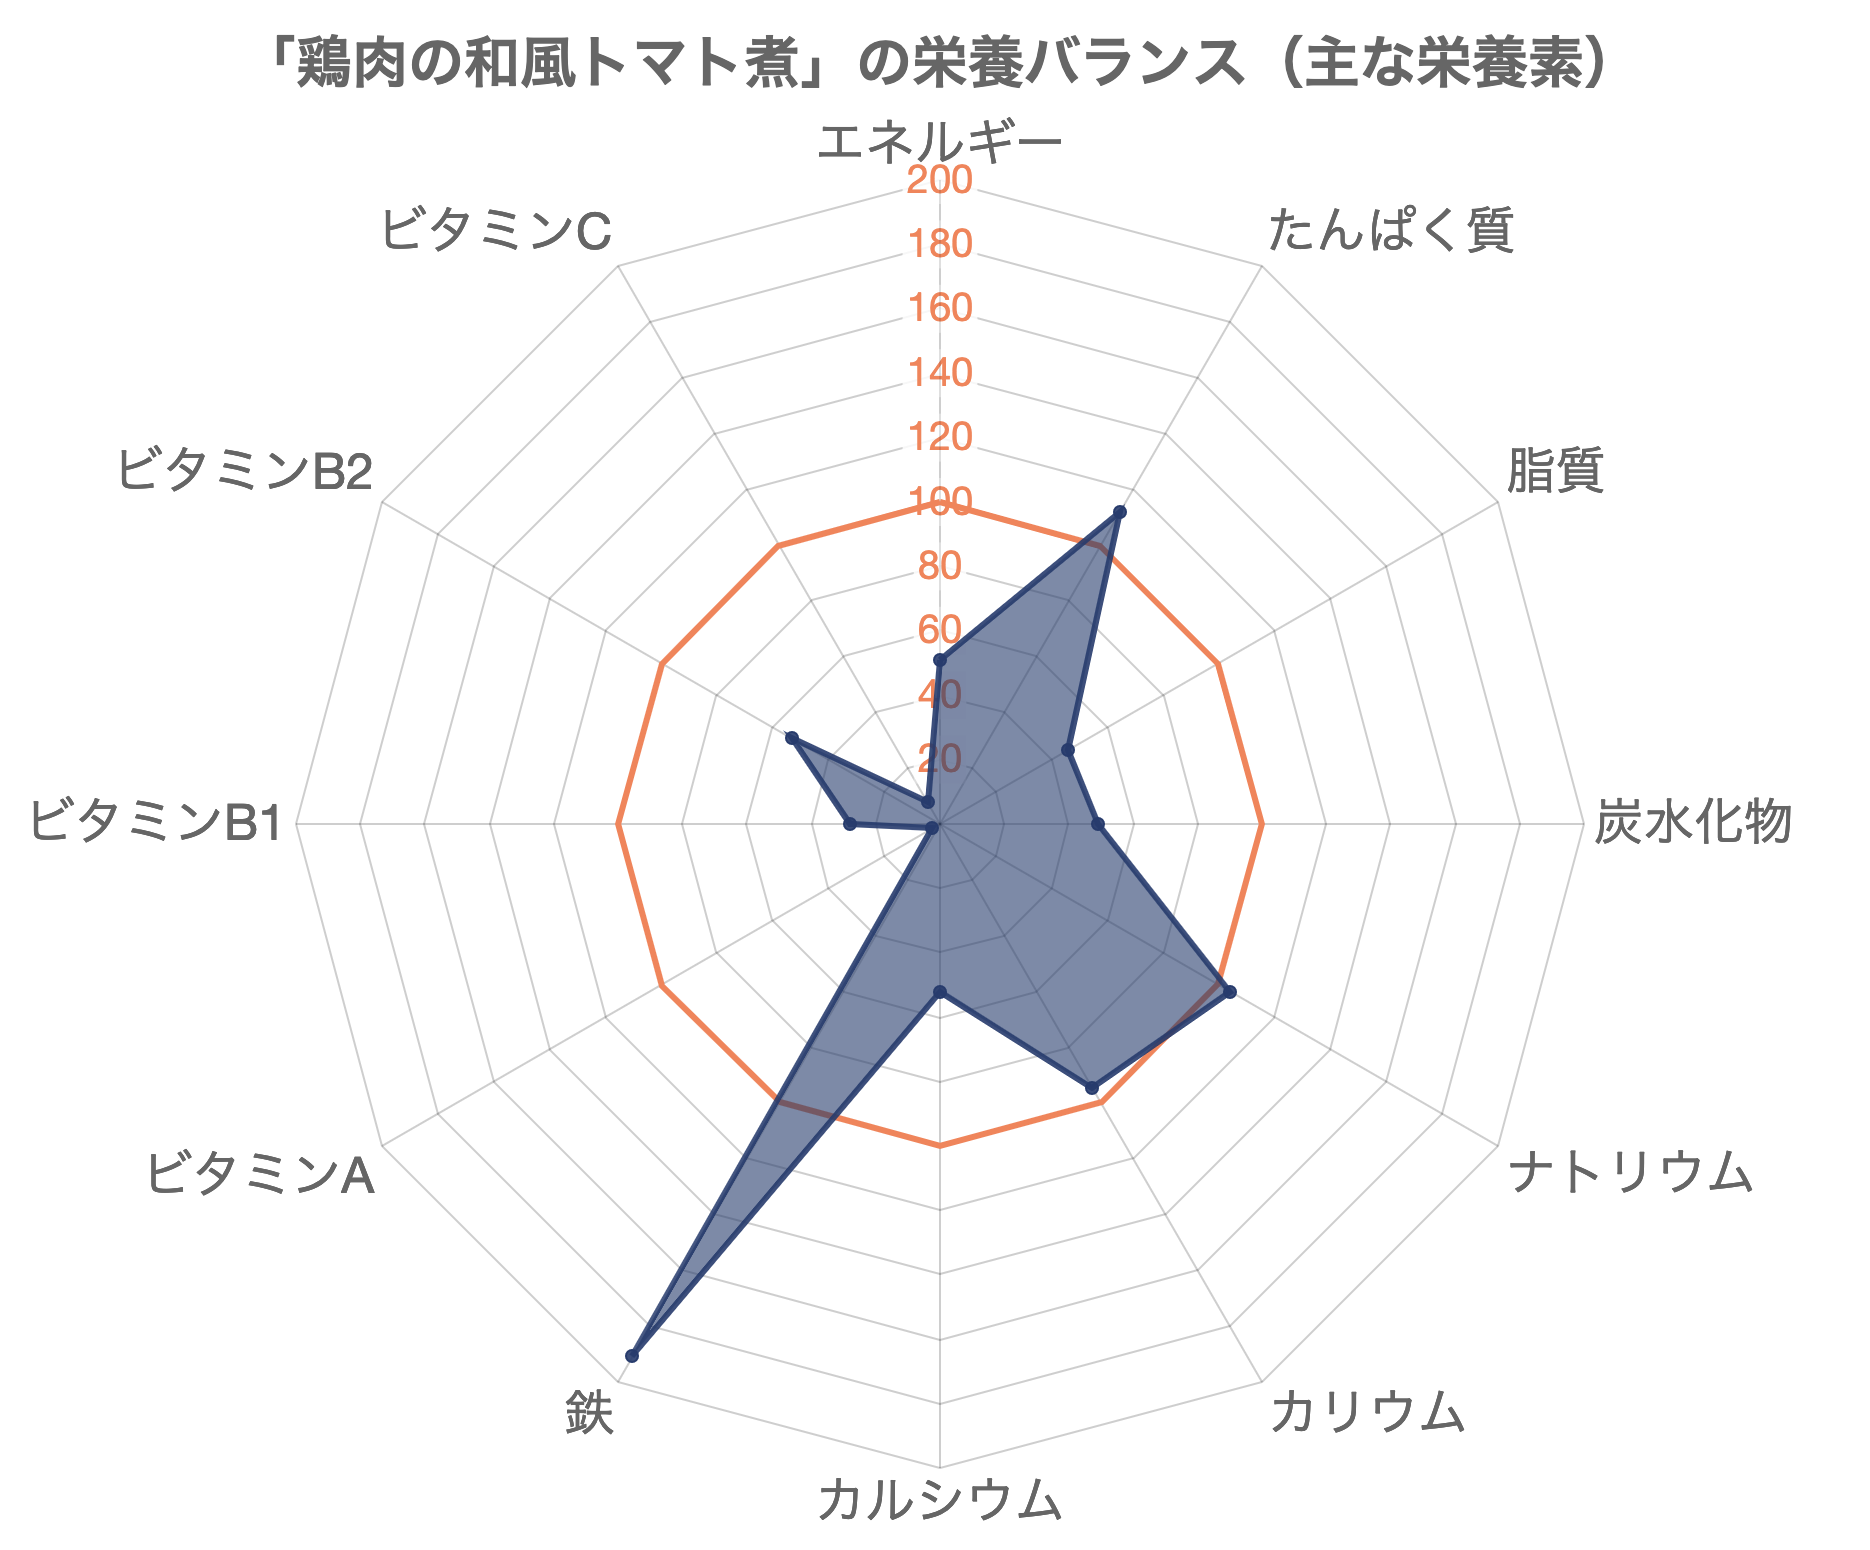 「鶏肉の和風トマト煮」の栄養バランス（主な栄養素）
エネルギー
たんぱく質
脂質
炭水化物
ナトリウム
カリウム
カルシウム
鉄
ビタミンA
ビタミンB1
ビタミンB2
ビタミンC
200
180
160
140
120
100
80
60
40
20